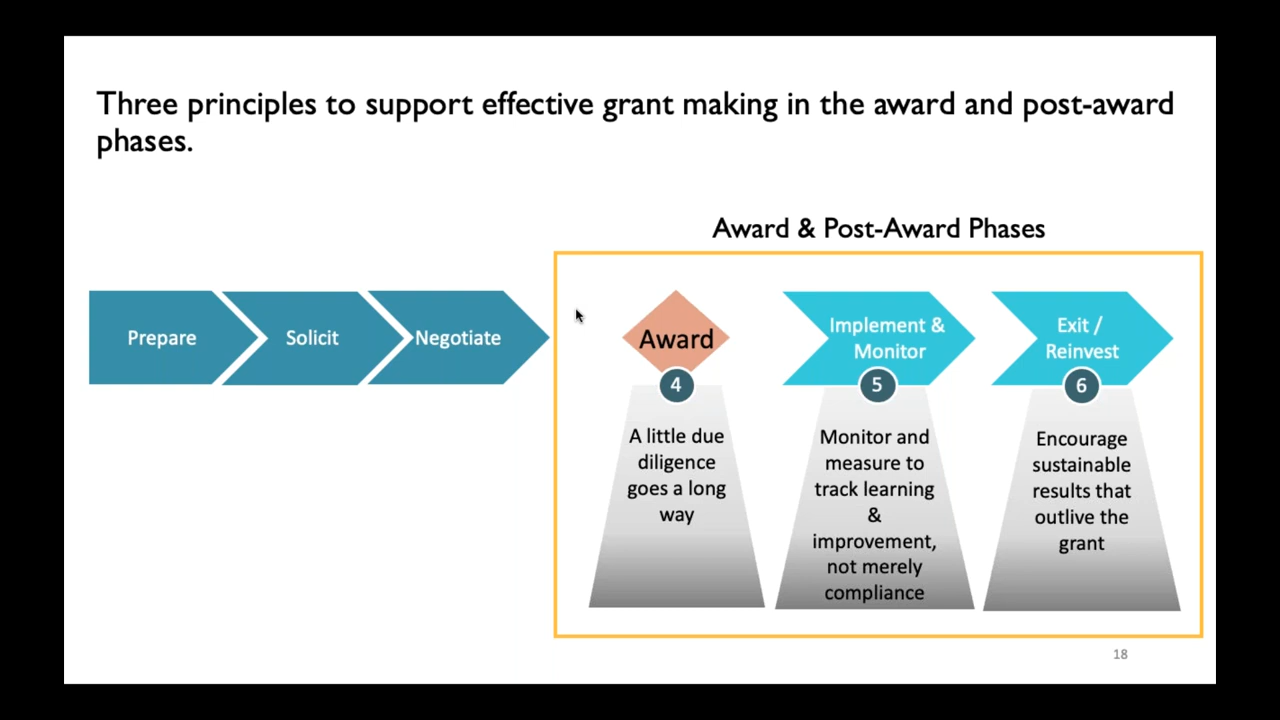 Three principles to support effective grant making in the award and post-award
phases.
Award & Post-Award Phases
Prepare
Solicit
Negotiate
Award
Implement &
Monitor
Exit /
Reinvest
4
A little due
diligence
goes a long
way
5
Monitor and
measure to
track learning
&
improvement,
not merely
compliance
6
Encourage
sustainable
results that
outlive the
grant
18